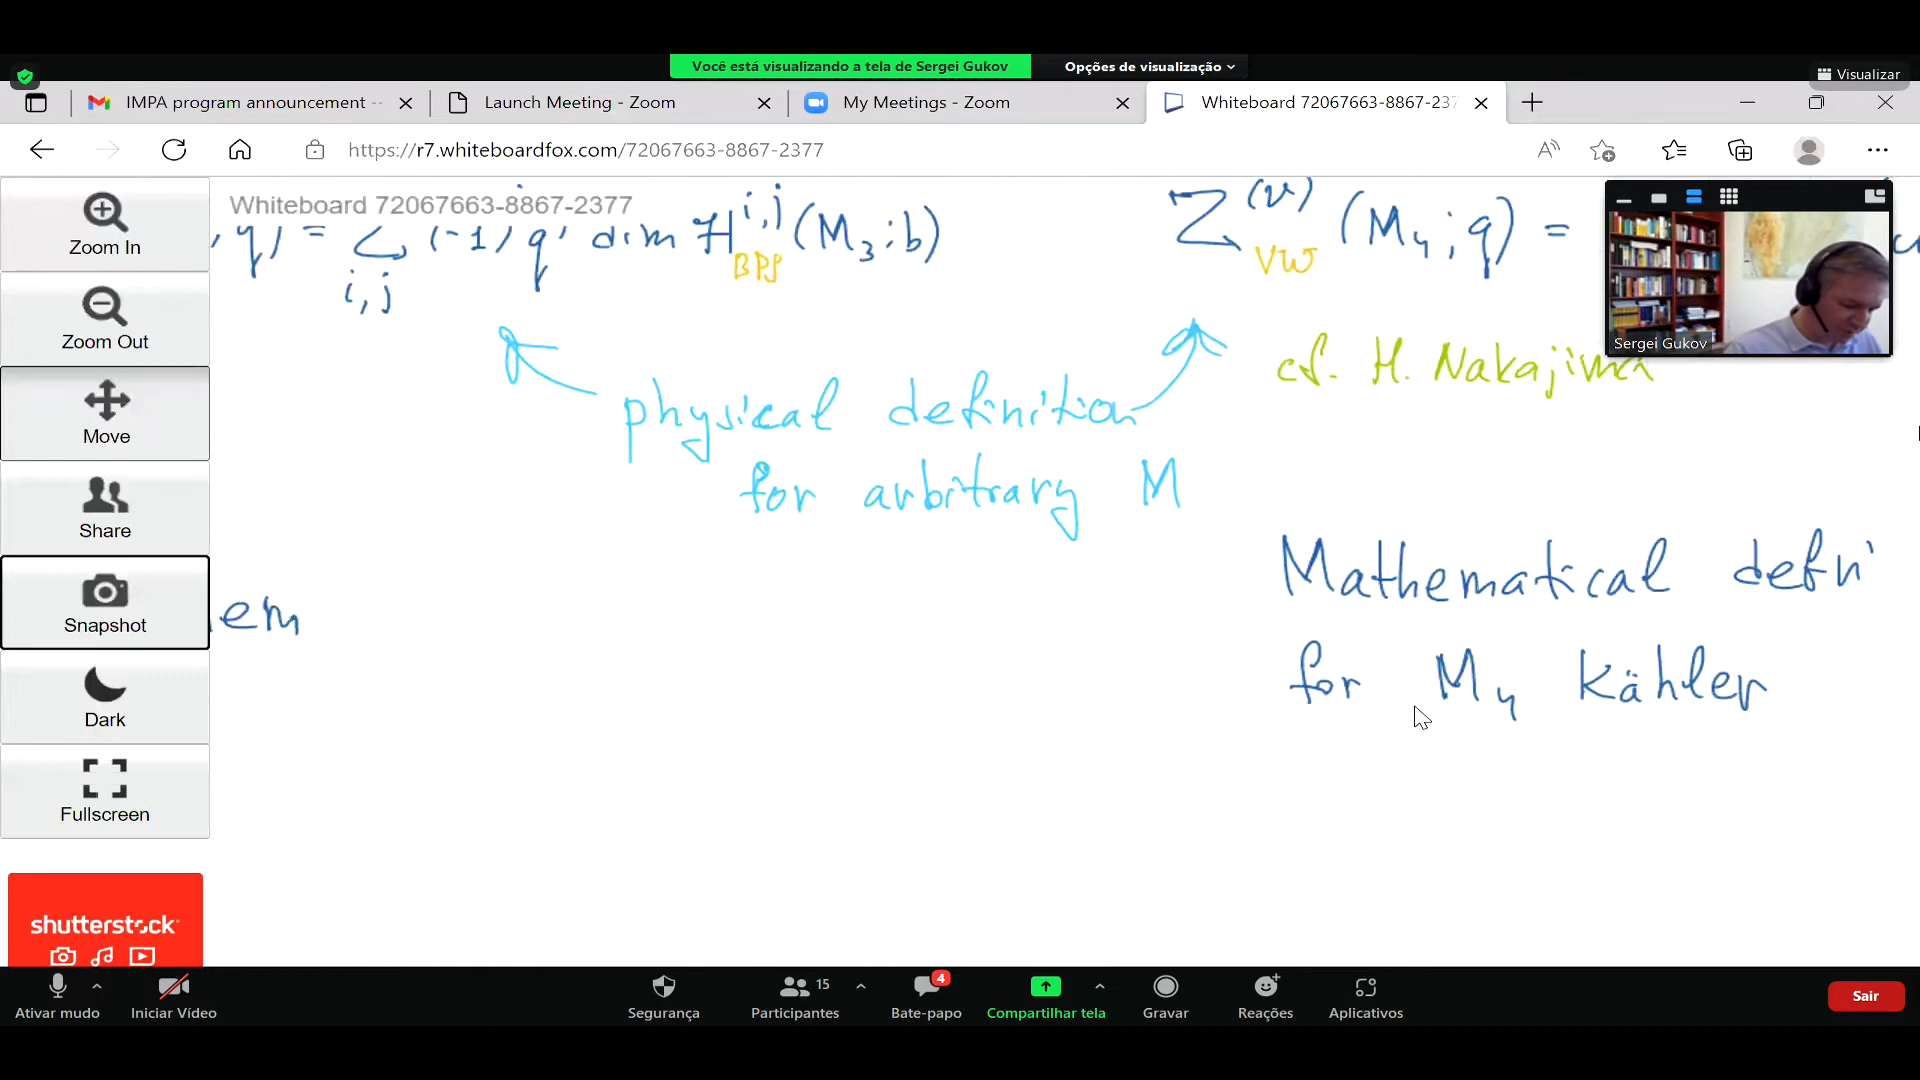 Você está visualizando a tela de Sergei Gukov
Opções de visualização
Visualizar
IMPA program announcement --
Launch Meeting - Zoom
My Meetings - Zoom
Whiteboard 72067663-8867-237
https://r7.whiteboardfox.com/72067663-8867-2377
Whiteboard 72067663-8867-2377
, q) = Σ (-1) q dim H^{i,j}_{BPS} (M₃; b)
i, j
Z^{(v)}_{VW} (M₄; q) =
Sergei Gukov
cf. H. Nakajima
physical definition
for arbitrary M
Mathematical defini
for M₄ Kähler
em
Zoom In
Zoom Out
Move
Share
Snapshot
Dark
Fullscreen
shutterstock
Ativar mudo
Iniciar Vídeo
Segurança
Participantes
15
Bate-papo
4
Compartilhar tela
Gravar
Reações
Aplicativos
Sair